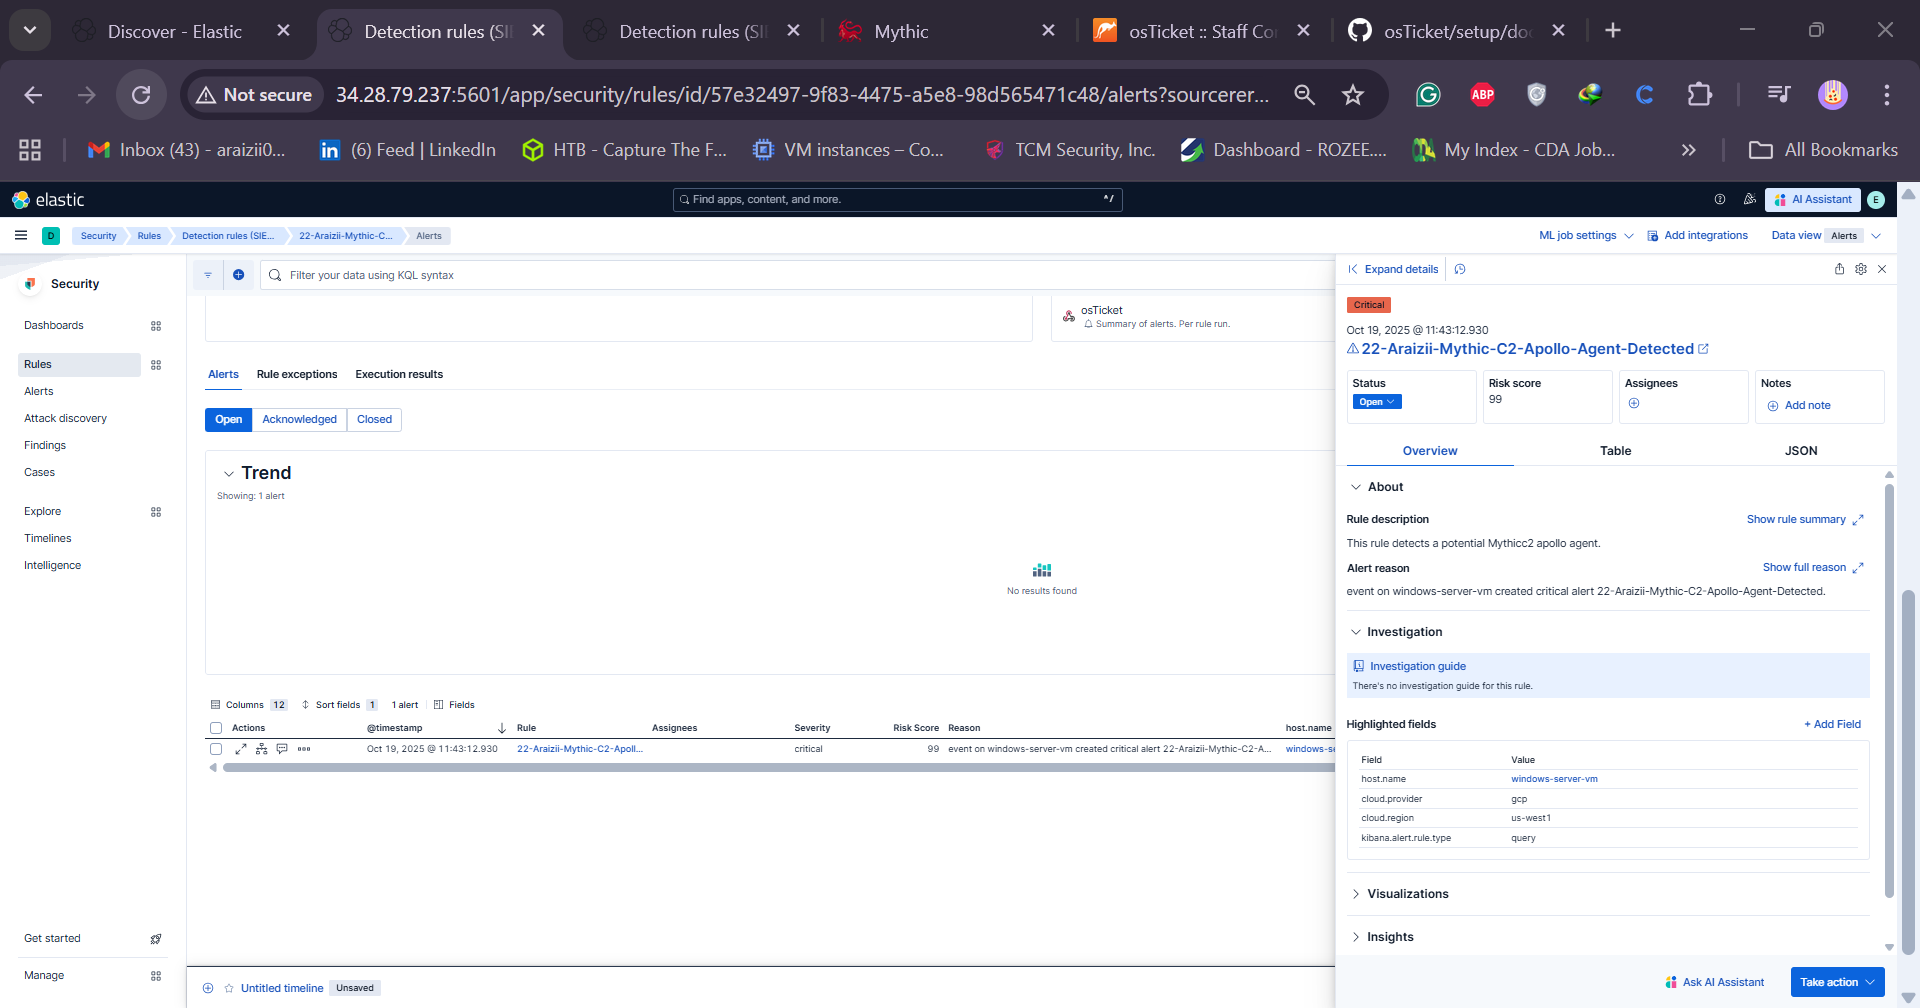 Discover - Elastic
Detection rules (SI
Detection rules (SI
Mythic
osTicket :: Staff Co
osTicket/setup/do
Not secure
34.28.79.237:5601/app/security/rules/id/57e32497-9f83-4475-a5e8-98d565471c48/alerts?sourcerer...
ABP
Inbox (43) - araizii0...
(6) Feed | LinkedIn
HTB - Capture The F...
VM instances – Co...
TCM Security, Inc.
Dashboard - ROZEE....
My Index - CDA Job...
All Bookmarks
elastic
Find apps, content, and more.
^/
AI Assistant
E
D
Security
Rules
Detection rules (SIE...
22-Araizii-Mythic-C...
Alerts
ML job settings
Add integrations
Data view
Alerts
Security
Dashboards
Rules
Alerts
Attack discovery
Findings
Cases
Explore
Timelines
Intelligence
Get started
Manage
Filter your data using KQL syntax
osTicket
Summary of alerts. Per rule run.
Alerts
Rule exceptions
Execution results
Open
Acknowledged
Closed
Trend
Showing: 1 alert
No results found
Columns 12
Sort fields 1
1 alert
Fields
Actions
@timestamp
Rule
Assignees
Severity
Risk Score
Reason
host.name
Oct 19, 2025 @ 11:43:12.930
22-Araizii-Mythic-C2-Apoll...
critical
99
event on windows-server-vm created critical alert 22-Araizii-Mythic-C2-A...
windows-se
Untitled timeline
Unsaved
Expand details
Critical
Oct 19, 2025 @ 11:43:12.930
22-Araizii-Mythic-C2-Apollo-Agent-Detected
Status
Open
Risk score
99
Assignees
Notes
Add note
Overview
Table
JSON
About
Rule description
Show rule summary
This rule detects a potential Mythicc2 apollo agent.
Alert reason
Show full reason
event on windows-server-vm created critical alert 22-Araizii-Mythic-C2-Apollo-Agent-Detected.
Investigation
Investigation guide
There's no investigation guide for this rule.
Highlighted fields
+ Add Field
Field
Value
host.name
windows-server-vm
cloud.provider
gcp
cloud.region
us-west1
kibana.alert.rule.type
query
Visualizations
Insights
Ask AI Assistant
Take action